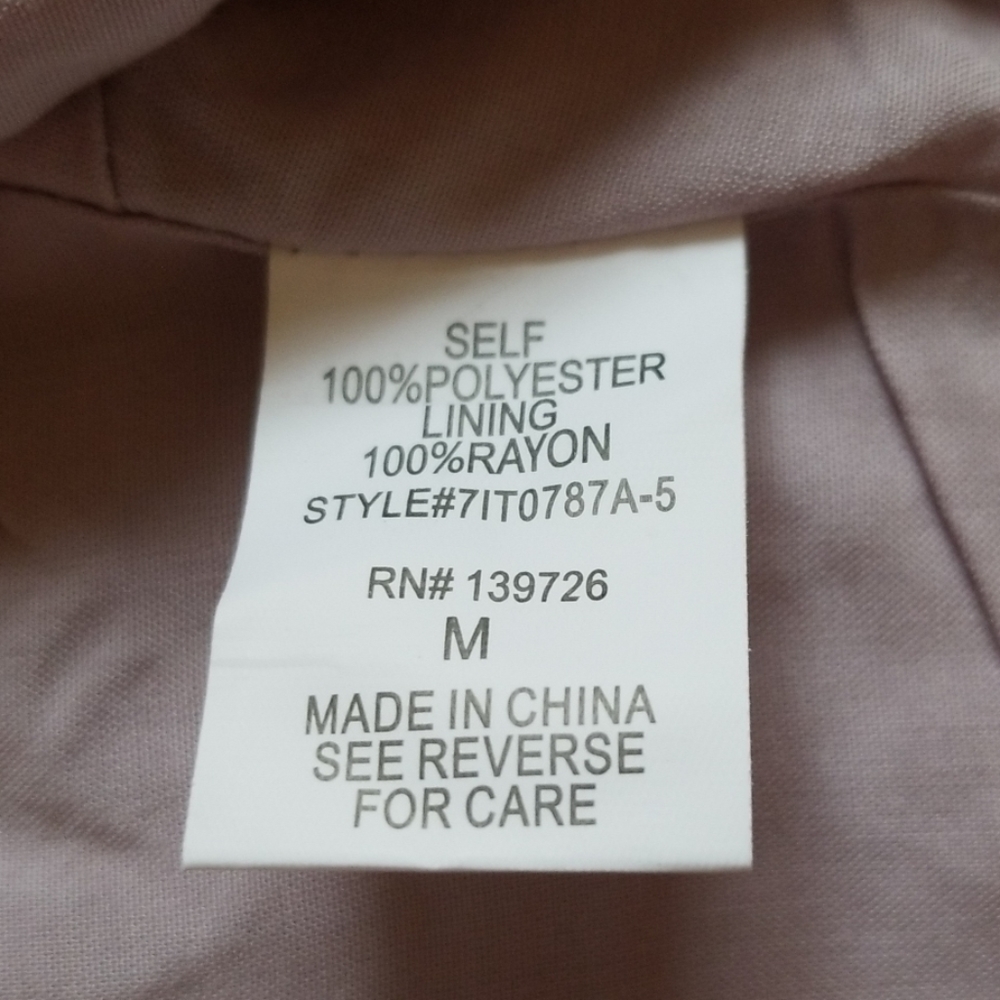 SELF
100%POLYESTER
LINING
100%RAYON
STYLE#7IT0787A-5
RN# 139726
M
MADE IN CHINA
SEE REVERSE
FOR CARE